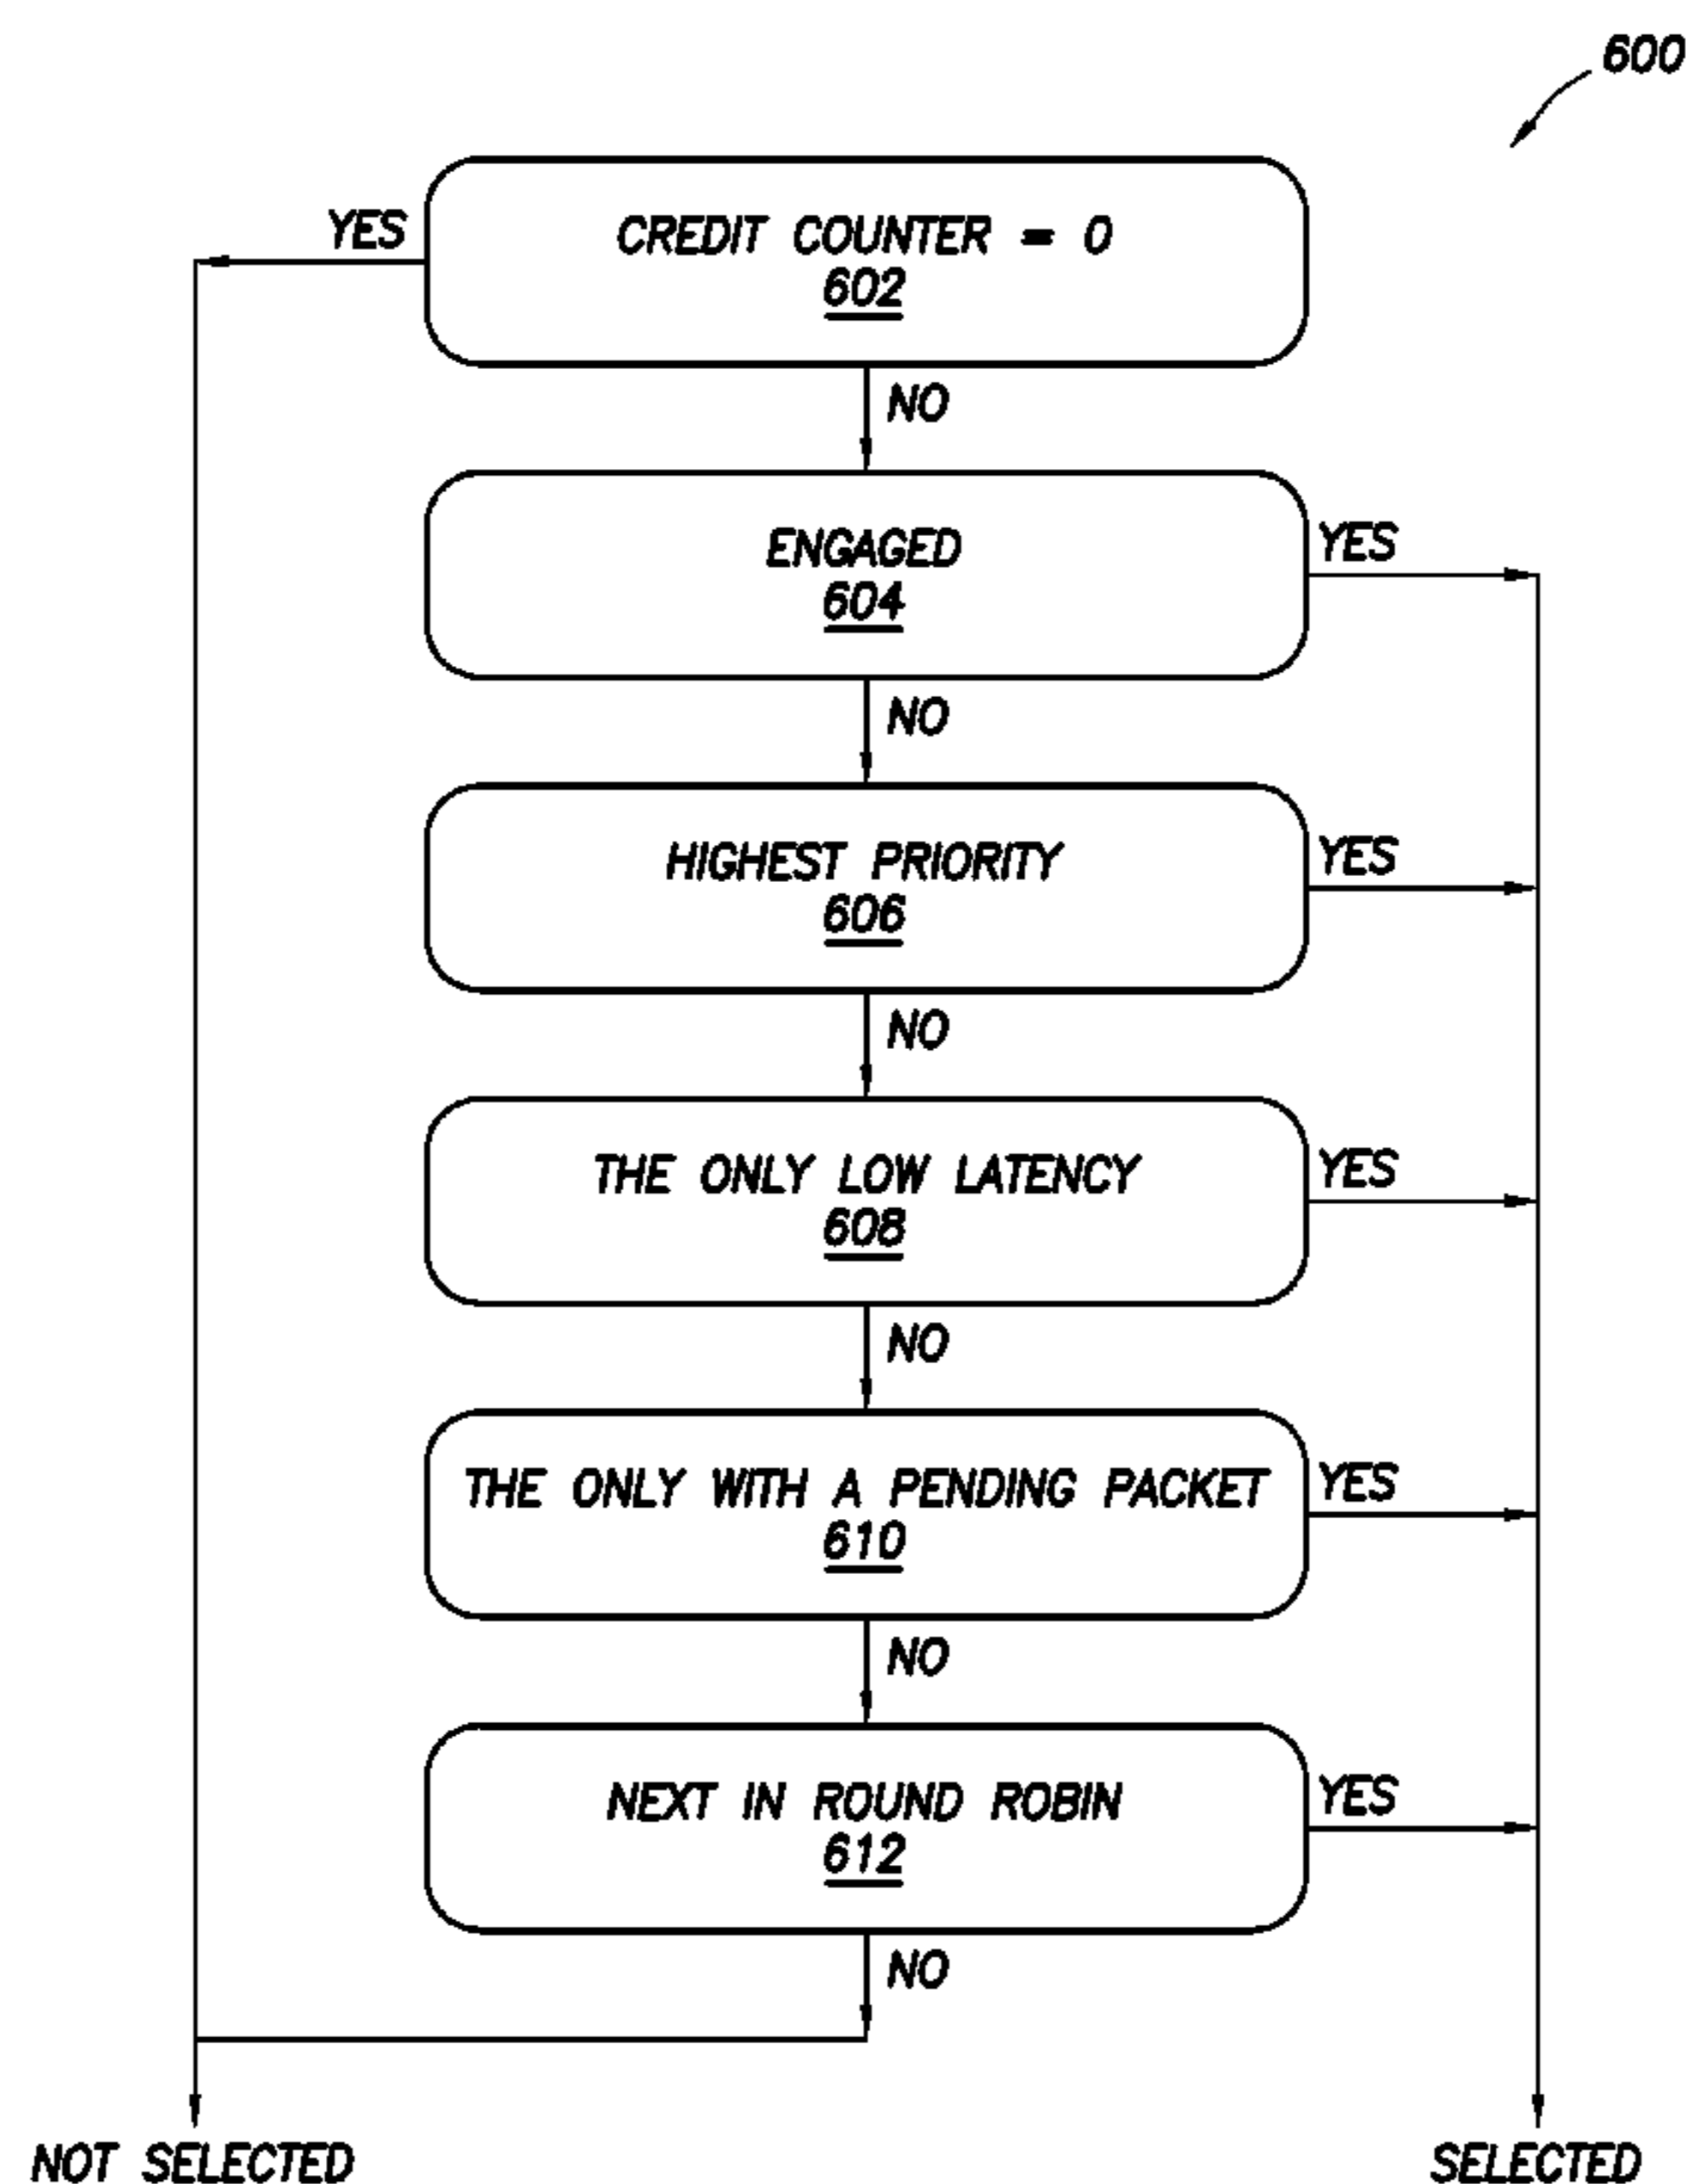 600
CREDIT COUNTER = 0
602
YES
NO
ENGAGED
604
YES
NO
HIGHEST PRIORITY
606
YES
NO
THE ONLY LOW LATENCY
608
YES
NO
THE ONLY WITH A PENDING PACKET
610
YES
NO
NEXT IN ROUND ROBIN
612
YES
NO
NOT SELECTED
SELECTED